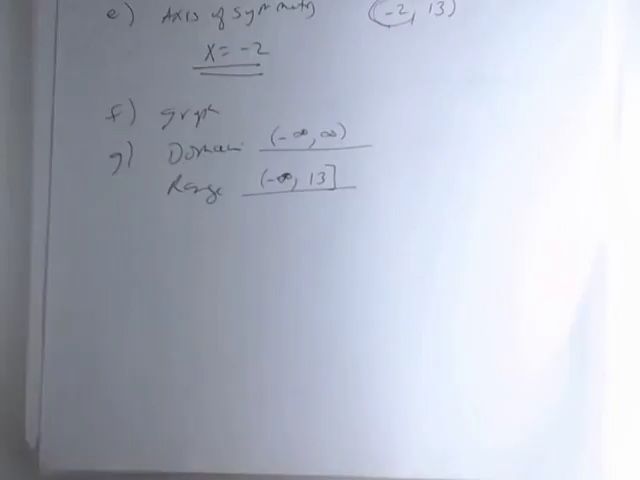 e) Axis of Symmetry (-2, 13)
x = -2
f) graph
g) Domain (-∞, ∞)
Range (-∞, 13]